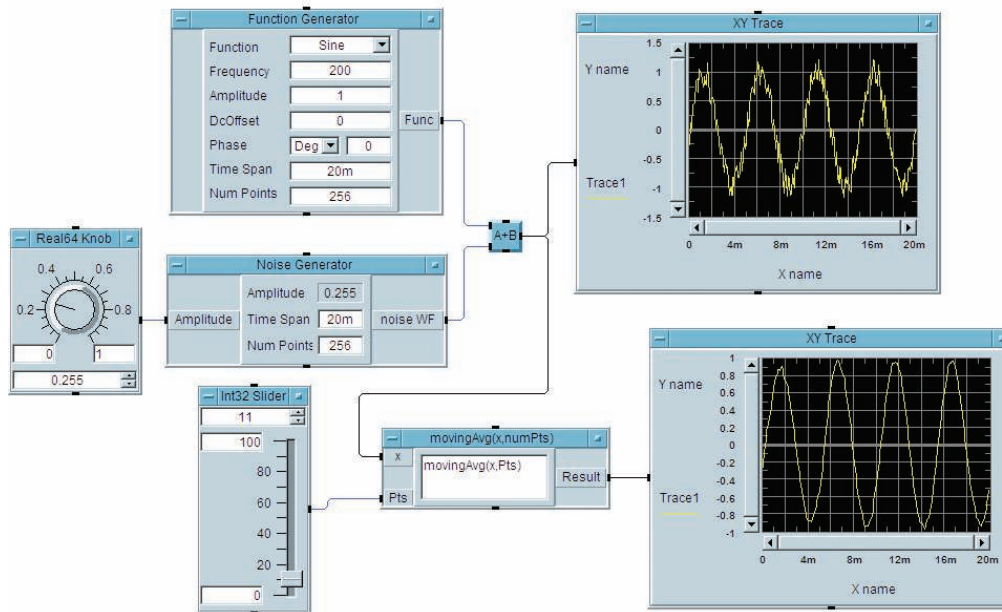 Function Generator
Function Sine
Frequency 200
Amplitude 1
DcOffset 0
Phase Deg 0
Time Span 20m
Num Points 256
Func
XY Trace
Y name
Trace1
1.5
1
0.5
0
-0.5
-1
-1.5
0 4m 8m 12m 16m 20m
X name
A+B
Real64 Knob
0.4 0.6
0.2 0.8
0 1
0.255
Noise Generator
Amplitude
Amplitude 0.255
Time Span 20m
Num Points 256
noise WF
Int32 Slider
11
100
80
60
40
20
0
0
movingAvg(x,numPts)
x
Pts
movingAvg(x,Pts)
Result
XY Trace
Y name
Trace1
1
0.8
0.6
0.4
0.2
0
-0.2
-0.4
-0.6
-0.8
-1
0 4m 8m 12m 16m 20m
X name